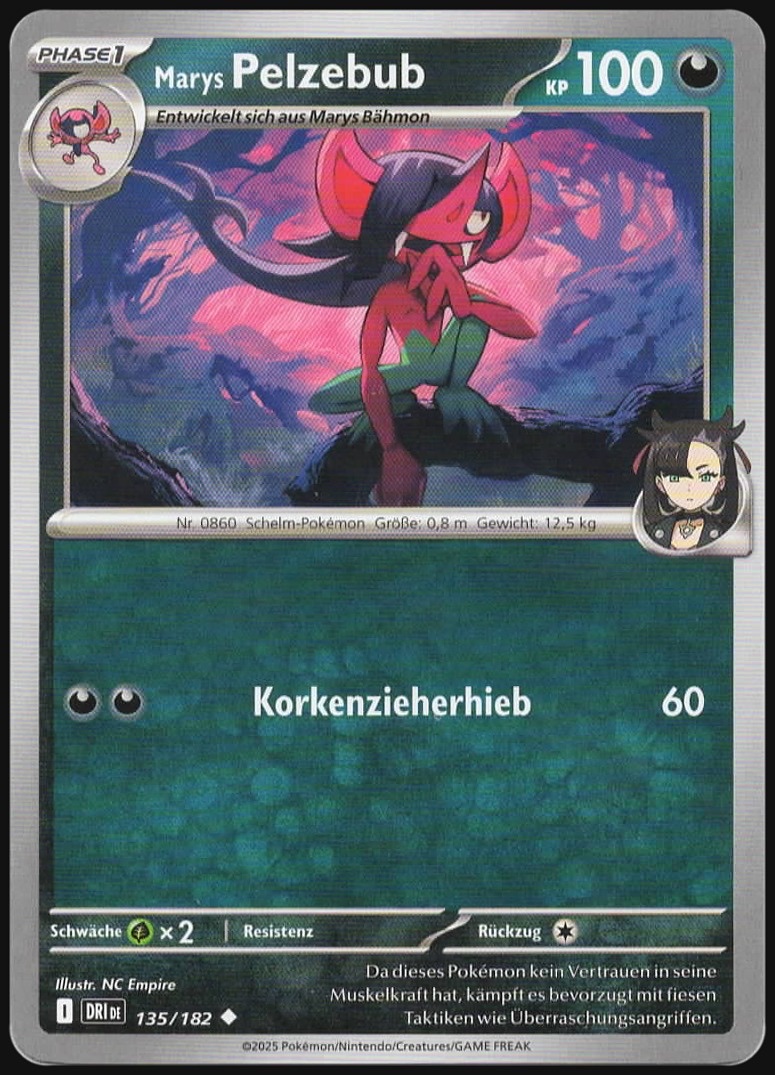 PHASE 1
Marys Pelzebub
KP 100
Entwickelt sich aus Marys Bähmon
Nr. 0860 Schelm-Pokémon Größe: 0,8 m Gewicht: 12,5 kg
Korkenzieherhieb 60
Schwäche ×2 Resistenz Rückzug
Illustr. NC Empire
Da dieses Pokémon kein Vertrauen in seine
Muskelkraft hat, kämpft es bevorzugt mit fiesen
Taktiken wie Überraschungsangriffen.
I DRI DE 135/182
©2025 Pokémon/Nintendo/Creatures/GAME FREAK